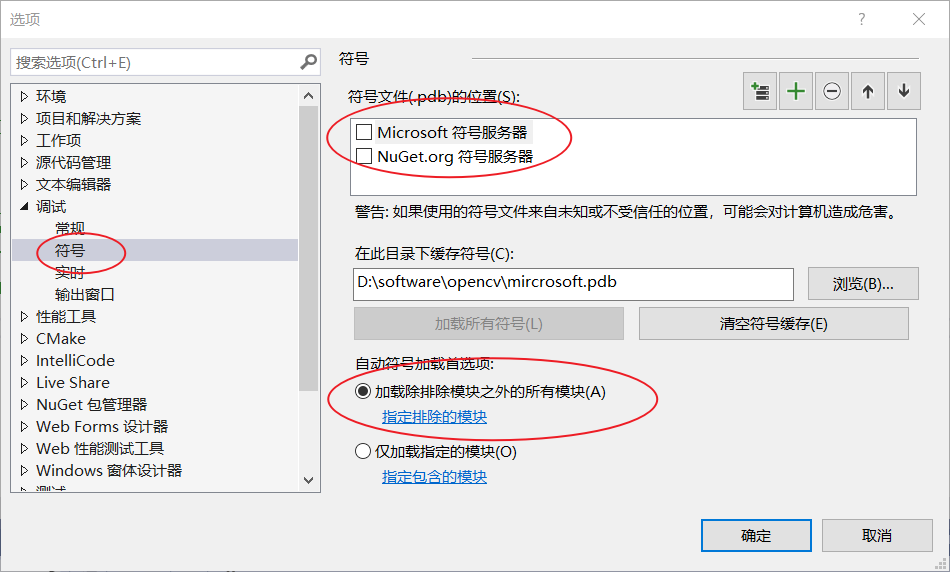 选项
?
搜索选项(Ctrl+E)
环境
项目和解决方案
工作项
源代码管理
文本编辑器
调试
常规
符号
实时
输出窗口
性能工具
CMake
IntelliCode
Live Share
NuGet 包管理器
Web Forms 设计器
Web 性能测试工具
Windows 窗体设计器
测试
符号
符号文件(.pdb)的位置(S):
Microsoft 符号服务器
NuGet.org 符号服务器
警告: 如果使用的符号文件来自未知或不受信任的位置，可能会对计算机造成危害。
在此目录下缓存符号(C):
D:\software\opencv\mircrosoft.pdb
浏览(B)...
加载所有符号(L)
清空符号缓存(E)
自动符号加载首选项:
加载除排除模块之外的所有模块(A)
指定排除的模块
仅加载指定的模块(O)
指定包含的模块
确定
取消